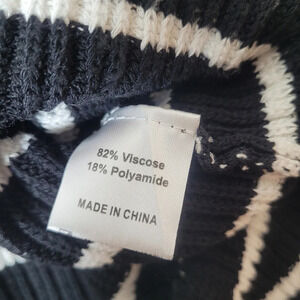 82% Viscose
18% Polyamide
MADE IN CHINA